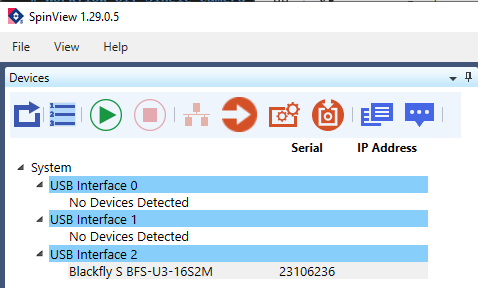 SpinView 1.29.0.5
File View Help
Devices
Serial IP Address
System
USB Interface 0
No Devices Detected
USB Interface 1
No Devices Detected
USB Interface 2
Blackfly S BFS-U3-16S2M 23106236